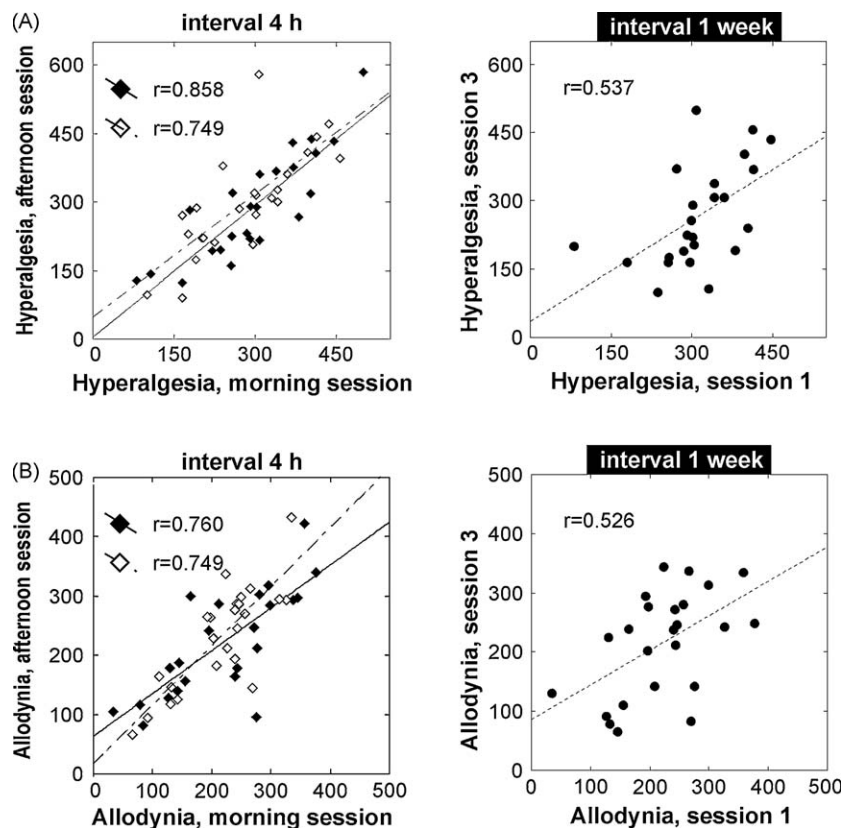 (A)
interval 4 h
600
450
300
150
0
r=0.858
r=0.749
Hyperalgesia, afternoon session
0 150 300 450
Hyperalgesia, morning session
interval 1 week
600
450
300
150
0
r=0.537
Hyperalgesia, session 3
0 150 300 450
Hyperalgesia, session 1
(B)
interval 4 h
500
400
300
200
100
0
r=0.760
r=0.749
Allodynia, afternoon session
0 100 200 300 400 500
Allodynia, morning session
interval 1 week
500
400
300
200
100
0
r=0.526
Allodynia, session 3
0 100 200 300 400 500
Allodynia, session 1